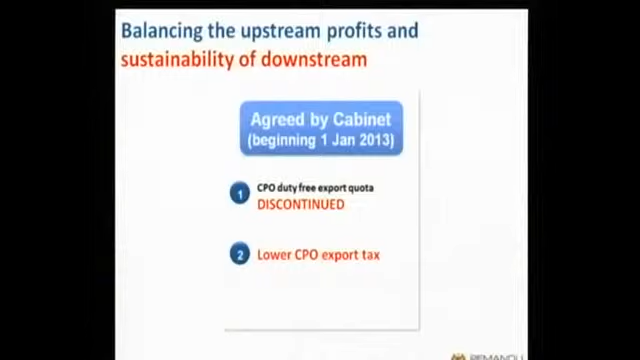 Balancing the upstream profits and
sustainability of downstream
Agreed by Cabinet
(beginning 1 Jan 2013)
1 CPO duty free export quota
DISCONTINUED
2 Lower CPO export tax
PEMANDU